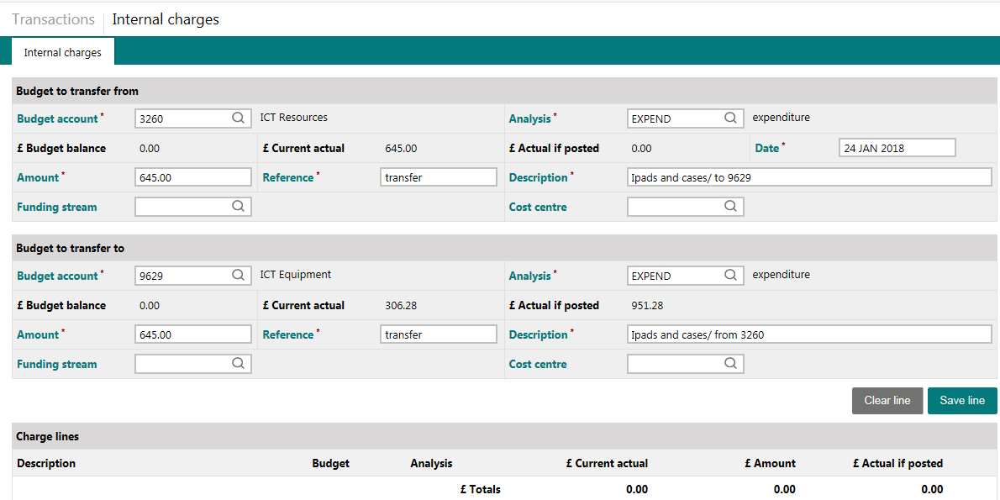 Transactions Internal charges
Internal charges
Budget to transfer from
Budget account * 3260 ICT Resources Analysis * EXPEND expenditure
£ Budget balance 0.00 £ Current actual 645.00 £ Actual if posted 0.00 Date * 24 JAN 2018
Amount * 645.00 Reference * transfer Description * Ipads and cases/ to 9629
Funding stream Cost centre
Budget to transfer to
Budget account * 9629 ICT Equipment Analysis * EXPEND expenditure
£ Budget balance 0.00 £ Current actual 306.28 £ Actual if posted 951.28
Amount * 645.00 Reference * transfer Description * Ipads and cases/ from 3260
Funding stream Cost centre
Clear line Save line
Charge lines
Description Budget Analysis £ Current actual £ Amount £ Actual if posted
£ Totals 0.00 0.00 0.00